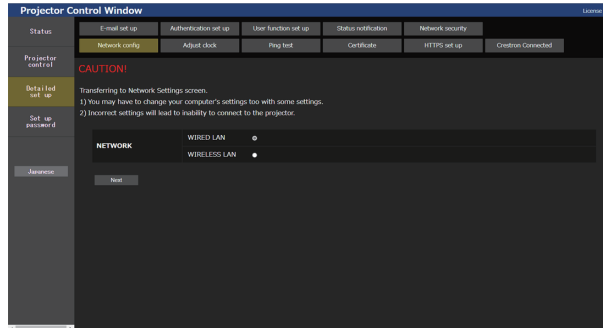 Projector Control Window
License
Status
E-mail set up
Authentication set up
User function set up
Status notification
Network security
Network config
Adjust clock
Ping test
Certificate
HTTPS set up
Crestron Connected
Projector
control
Detailed
set up
Set up
password
Japanese
CAUTION!
Transferring to Network Settings screen.
1) You may have to change your computer's settings too with some settings.
2) Incorrect settings will lead to inability to connect to the projector.
NETWORK
WIRED LAN
WIRELESS LAN
Next